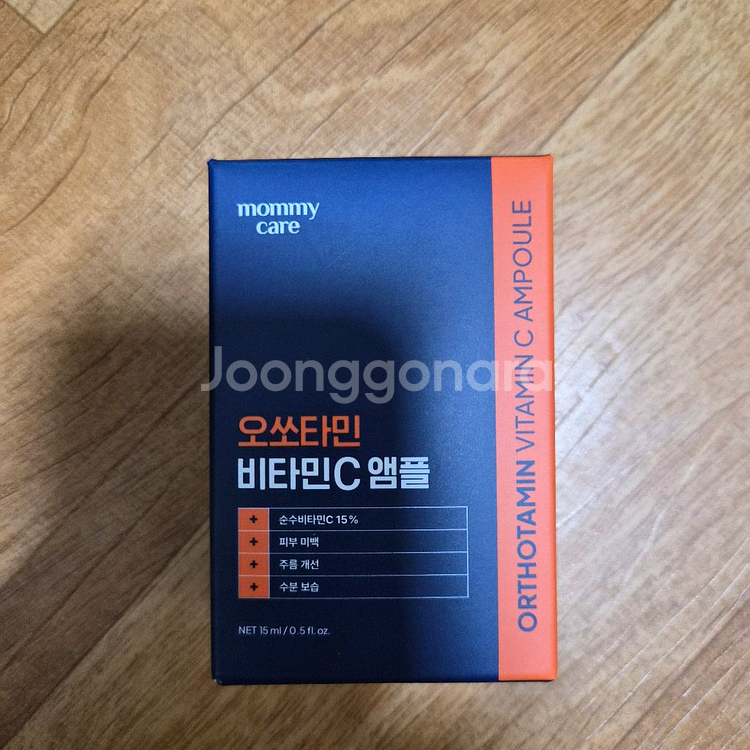 mommy
care
Joonggonara
오쏘타민
비타민C 앰플
+ 순수비타민C 15%
+ 피부 미백
+ 주름 개선
+ 수분 보습
NET 15 ml / 0.5 fl. oz.
ORTHOTAMIN VITAMIN C AMPOULE